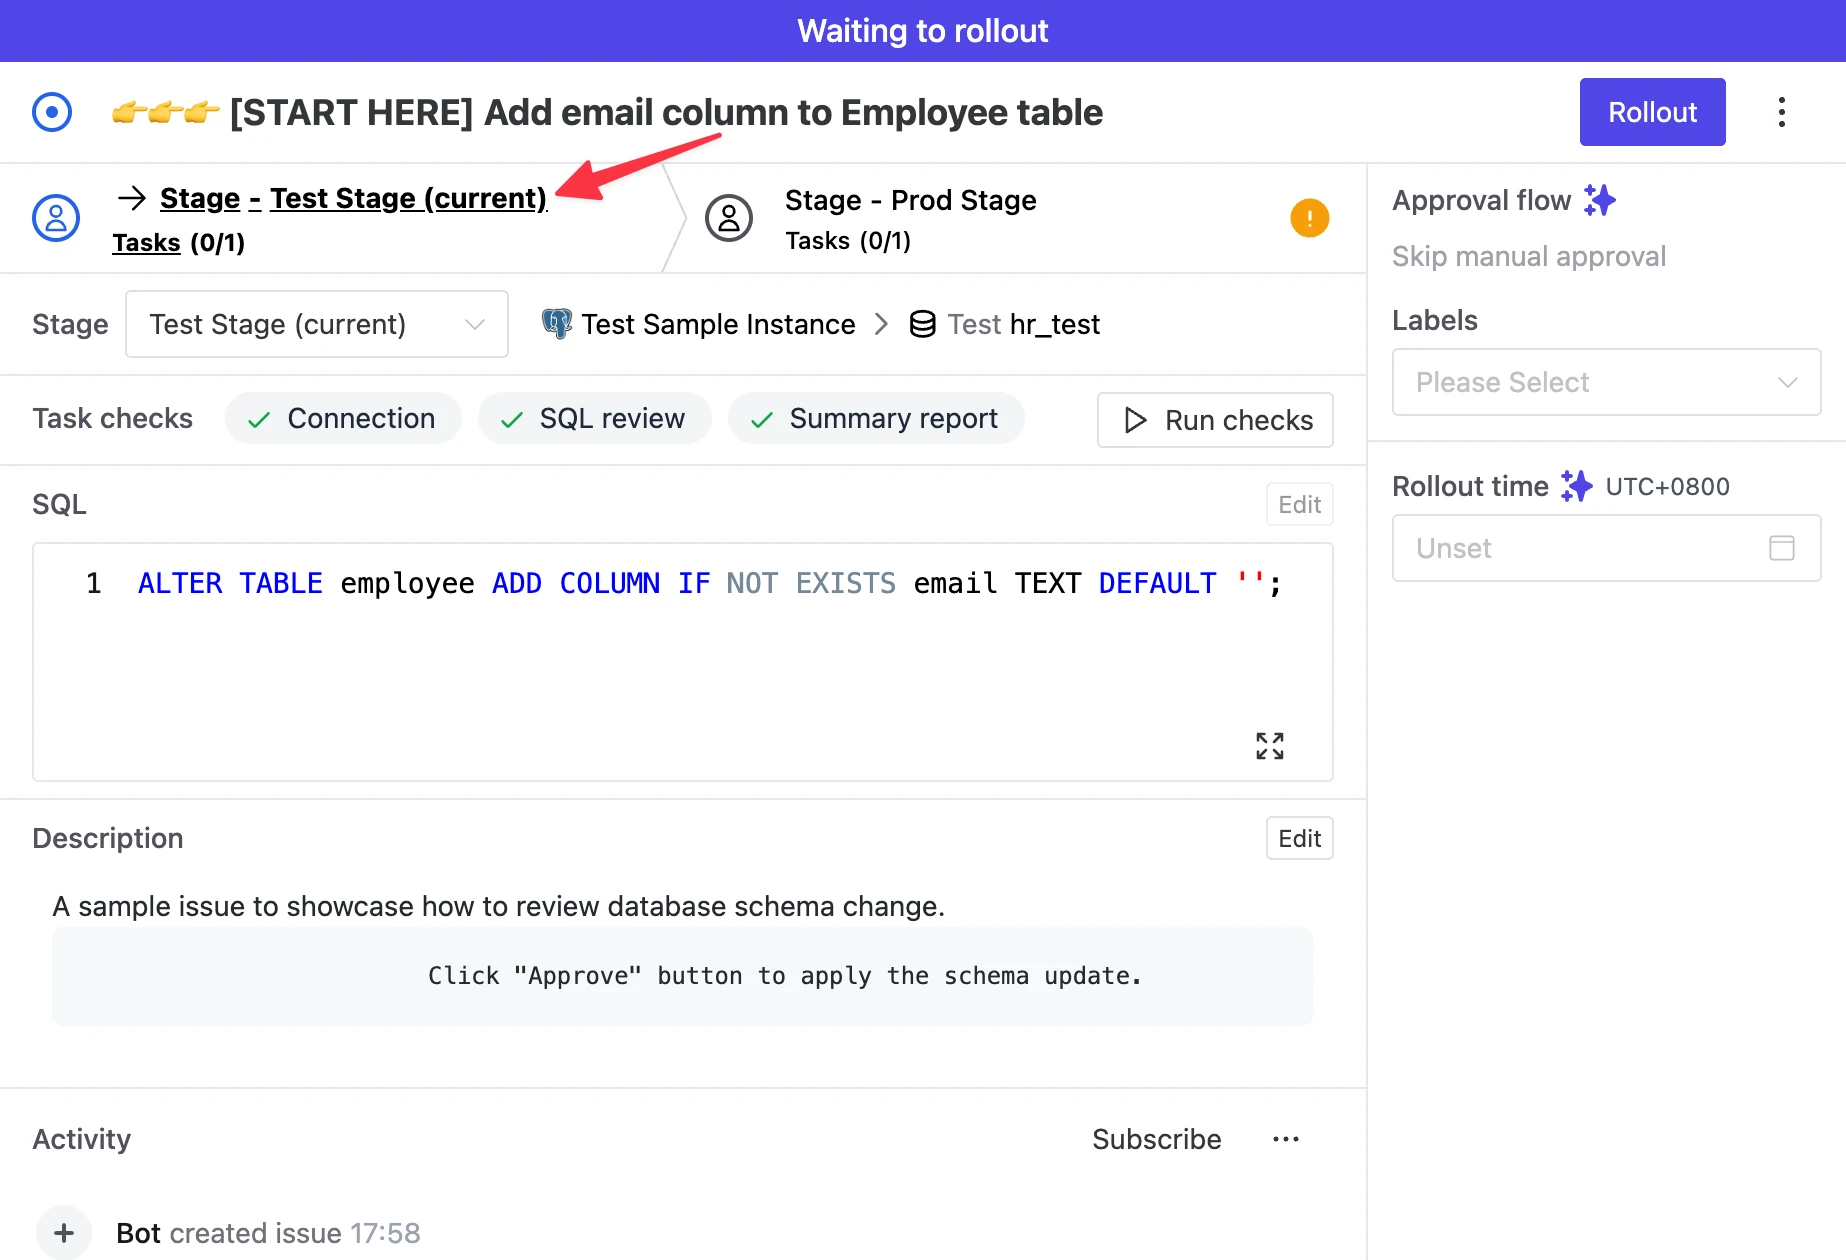 Waiting to rollout
👉👉👉 [START HERE] Add email column to Employee table
Rollout
→ Stage - Test Stage (current)
Tasks (0/1)
Stage - Prod Stage
Tasks (0/1)
Approval flow
Skip manual approval
Labels
Please Select
Rollout time UTC+0800
Unset
Stage
Test Stage (current)
Test Sample Instance > Test hr_test
Task checks
Connection
SQL review
Summary report
Run checks
SQL
Edit
1 ALTER TABLE employee ADD COLUMN IF NOT EXISTS email TEXT DEFAULT '';
Description
Edit
A sample issue to showcase how to review database schema change.
Click "Approve" button to apply the schema update.
Activity
Subscribe
Bot created issue 17:58